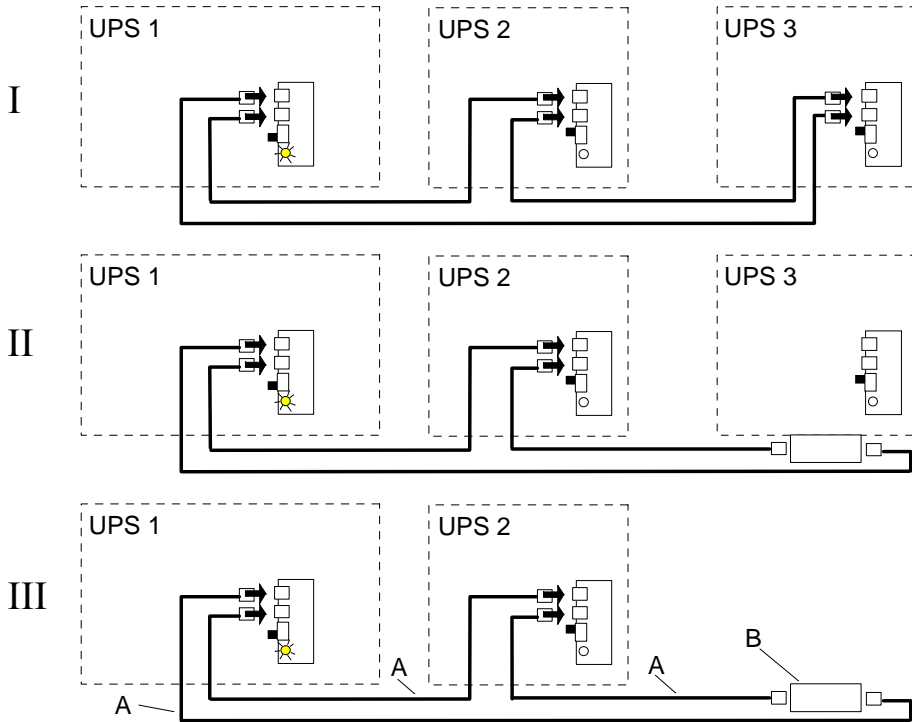 UPS 1 UPS 2 UPS 3
I
UPS 1 UPS 2 UPS 3
II
UPS 1 UPS 2
III
A A B
A